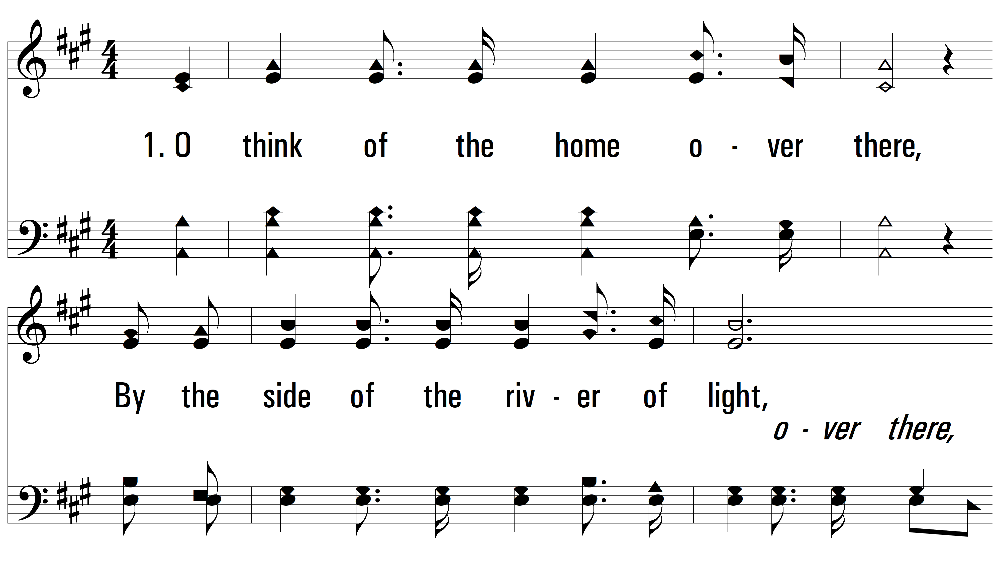 1. O think of the home o - ver there,
By the side of the riv - er of light,
o - ver there,